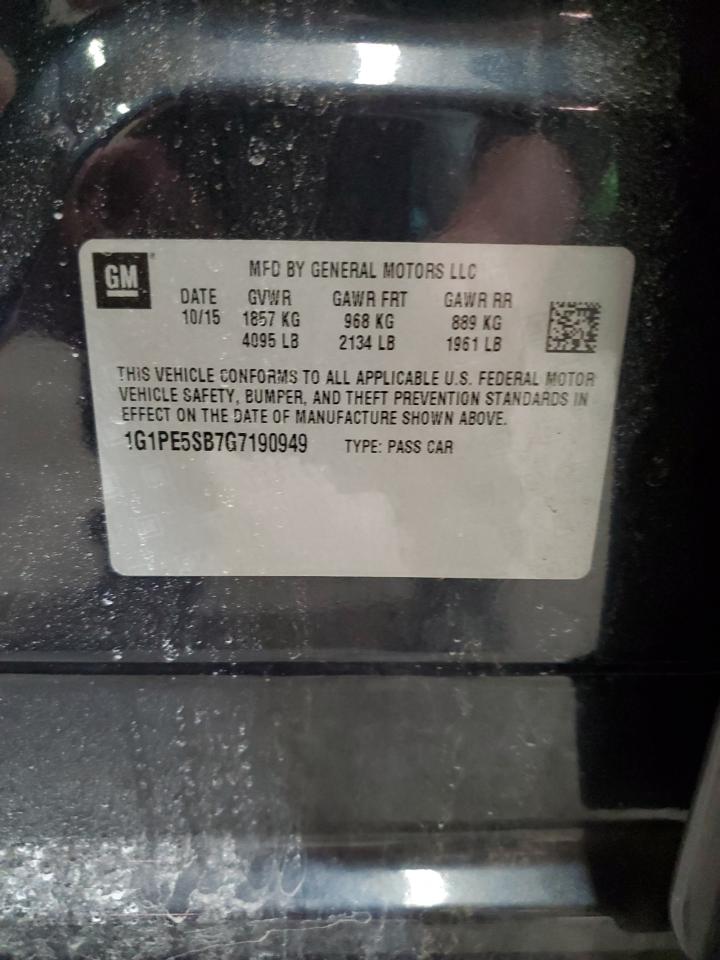 GM
MFD BY GENERAL MOTORS LLC
DATE GVWR GAWR FRT GAWR RR
10/15 1857 KG 968 KG 889 KG
4095 LB 2134 LB 1961 LB
THIS VEHICLE CONFORMS TO ALL APPLICABLE U.S. FEDERAL MOTOR
VEHICLE SAFETY, BUMPER, AND THEFT PREVENTION STANDARDS IN
EFFECT ON THE DATE OF MANUFACTURE SHOWN ABOVE.
1G1PE5SB7G7190949 TYPE: PASS CAR